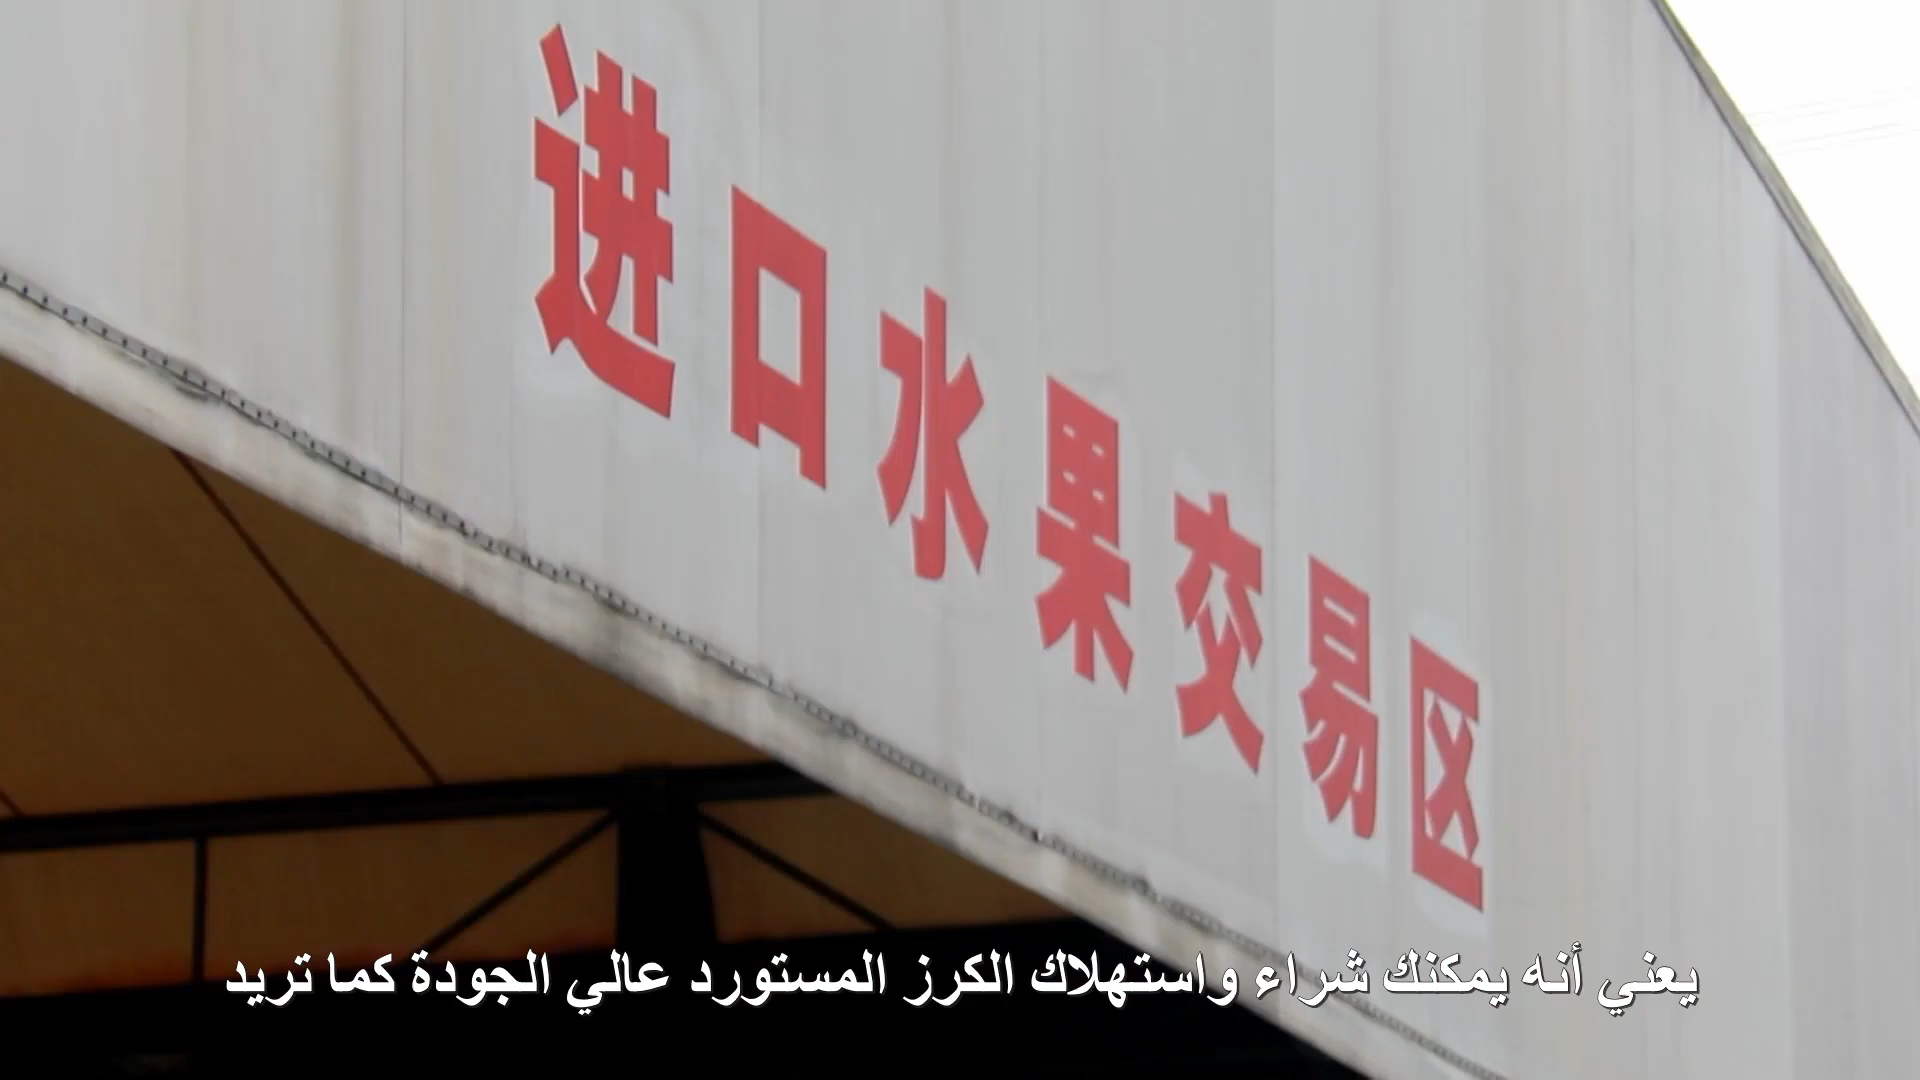 进口水果交易区
يعني أنه يمكنك شراء واستهلاك الكرز المستورد عالي الجودة كما تريد